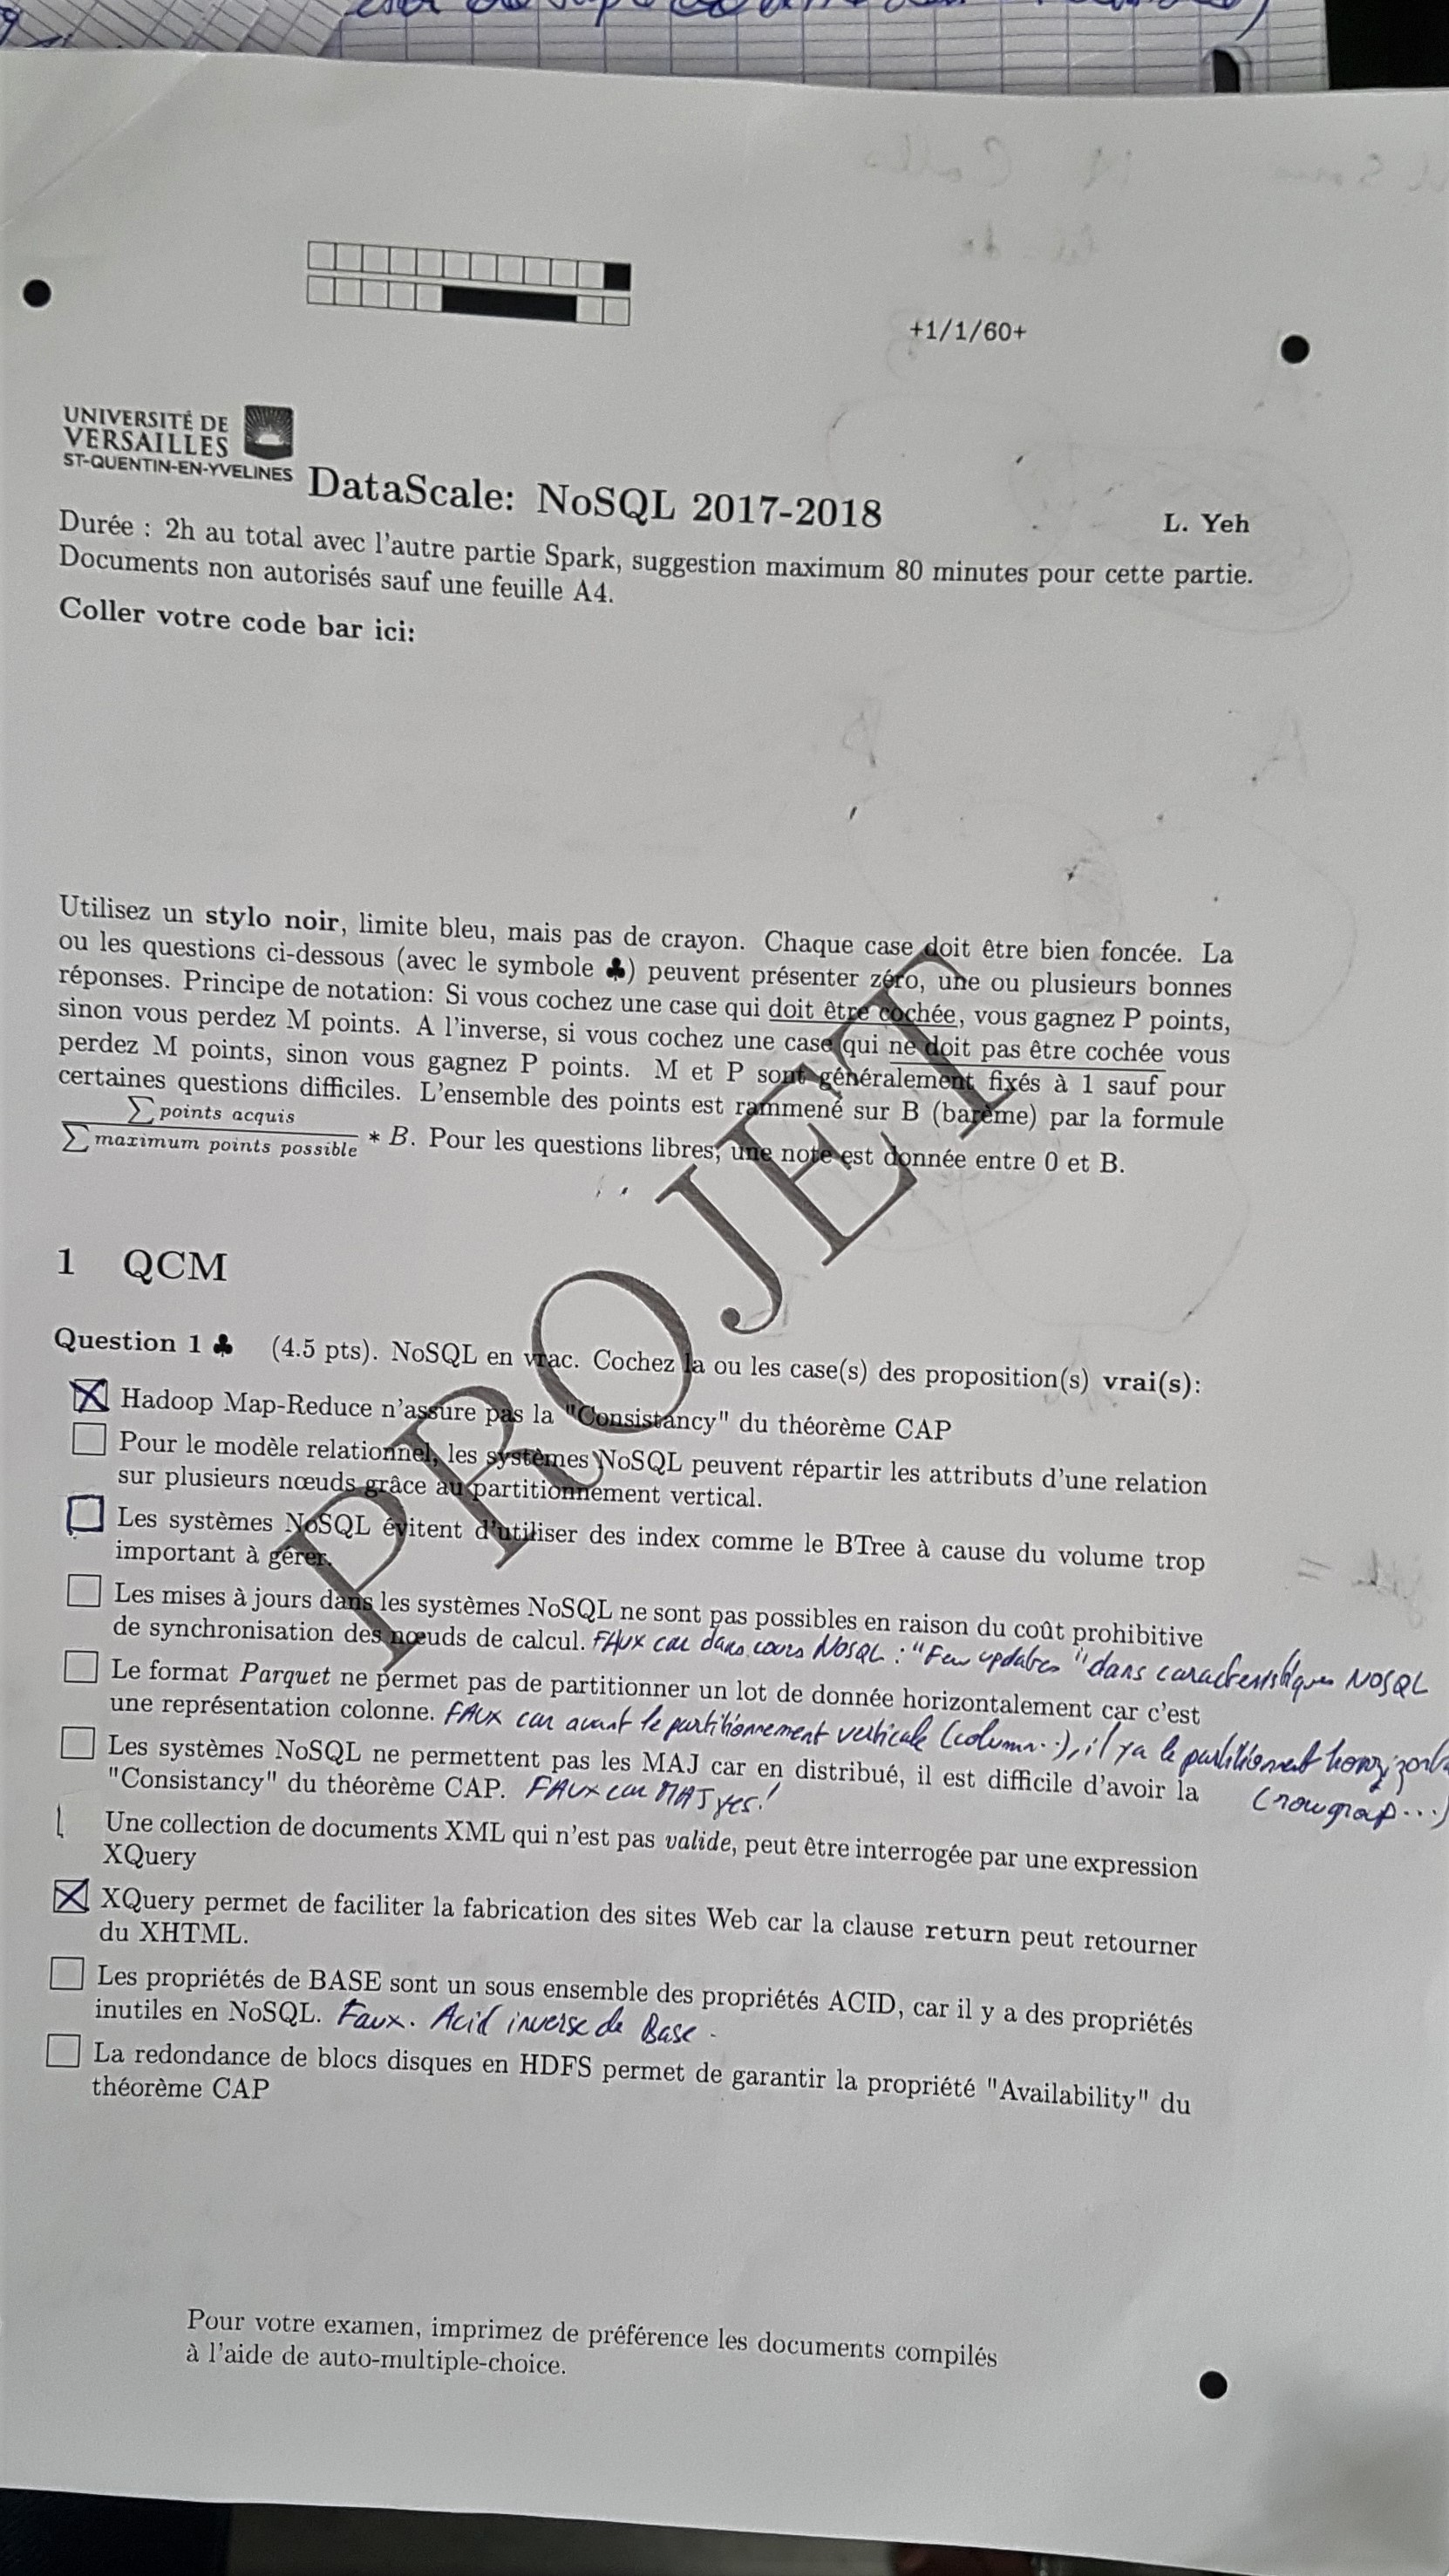 +1/1/60+
UNIVERSITÉ DE
VERSAILLES
ST-QUENTIN-EN-YVELINES
DataScale: NoSQL 2017-2018
L. Yeh
Durée : 2h au total avec l'autre partie Spark, suggestion maximum 80 minutes pour cette partie.
Documents non autorisés sauf une feuille A4.
Coller votre code bar ici:
Utilisez un stylo noir, limite bleu, mais pas de crayon. Chaque case doit être bien foncée. La
ou les questions ci-dessous (avec le symbole ♣) peuvent présenter zéro, une ou plusieurs bonnes
réponses. Principe de notation: Si vous cochez une case qui doit être cochée, vous gagnez P points,
sinon vous perdez M points. A l'inverse, si vous cochez une case qui ne doit pas être cochée vous
perdez M points, sinon vous gagnez P points. M et P sont généralement fixés à 1 sauf pour
certaines questions difficiles. L'ensemble des points est rammené sur B (barème) par la formule
∑ points acquis
∑ maximum points possible * B. Pour les questions libres, une note est donnée entre 0 et B.
PROJET
1 QCM
Question 1 ♣ (4.5 pts). NoSQL en vrac. Cochez la ou les case(s) des proposition(s) vrai(s):
Hadoop Map-Reduce n'assure pas la "Consistancy" du théorème CAP
Pour le modèle relationnel, les systèmes NoSQL peuvent répartir les attributs d'une relation
sur plusieurs nœuds grâce au partitionnement vertical.
Les systèmes NoSQL évitent d'utiliser des index comme le BTree à cause du volume trop
important à gérer.
Les mises à jours dans les systèmes NoSQL ne sont pas possibles en raison du coût prohibitive
de synchronisation des nœuds de calcul. FAUX car dans cours NoSQL : "Few updates" dans caractéristiques NOSQL
Le format Parquet ne permet pas de partitionner un lot de donnée horizontalement car c'est
une représentation colonne. FAUX car avant le partitionnement verticale (column..), il y a le partitionnement
(rowgroup...)
Les systèmes NoSQL ne permettent pas les MAJ car en distribué, il est difficile d'avoir la
"Consistancy" du théorème CAP. FAUX car MAJ yes!
Une collection de documents XML qui n'est pas valide, peut être interrogée par une expression
XQuery
XQuery permet de faciliter la fabrication des sites Web car la clause return peut retourner
du XHTML.
Les propriétés de BASE sont un sous ensemble des propriétés ACID, car il y a des propriétés
inutiles en NoSQL. Faux. Acid inverse de Base.
La redondance de blocs disques en HDFS permet de garantir la propriété "Availability" du
théorème CAP
Pour votre examen, imprimez de préférence les documents compilés
à l'aide de auto-multiple-choice.